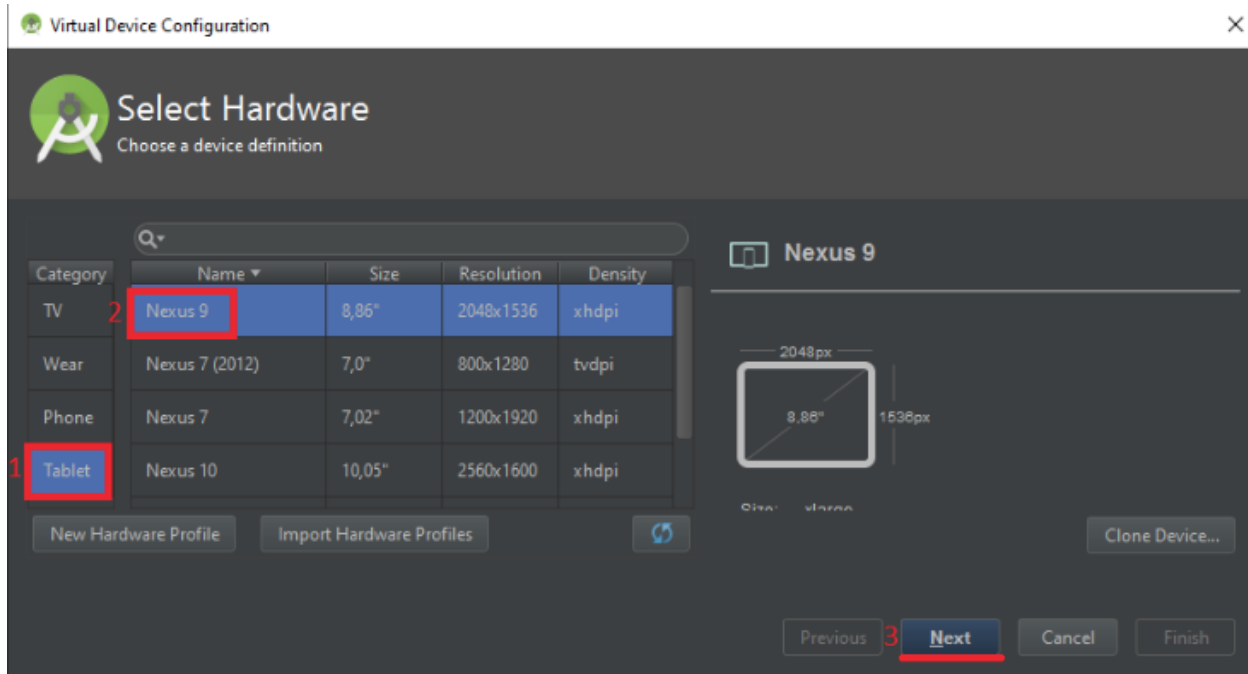 Virtual Device Configuration
Select Hardware
Choose a device definition
Category
TV
Wear
Phone
1 Tablet
Name Size Resolution Density
2 Nexus 9 8,86" 2048x1536 xhdpi
Nexus 7 (2012) 7,0" 800x1280 tvdpi
Nexus 7 7,02" 1200x1920 xhdpi
Nexus 10 10,05" 2560x1600 xhdpi
New Hardware Profile Import Hardware Profiles
Nexus 9
2048px
8,86" 1536px
Size: xlarge
Clone Device...
Previous 3 Next Cancel Finish